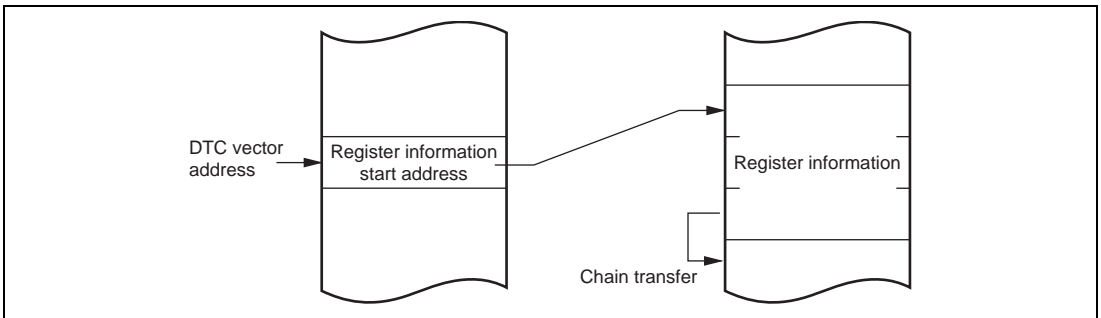 DTC vector
address
Register information
start address
Register information
Chain transfer